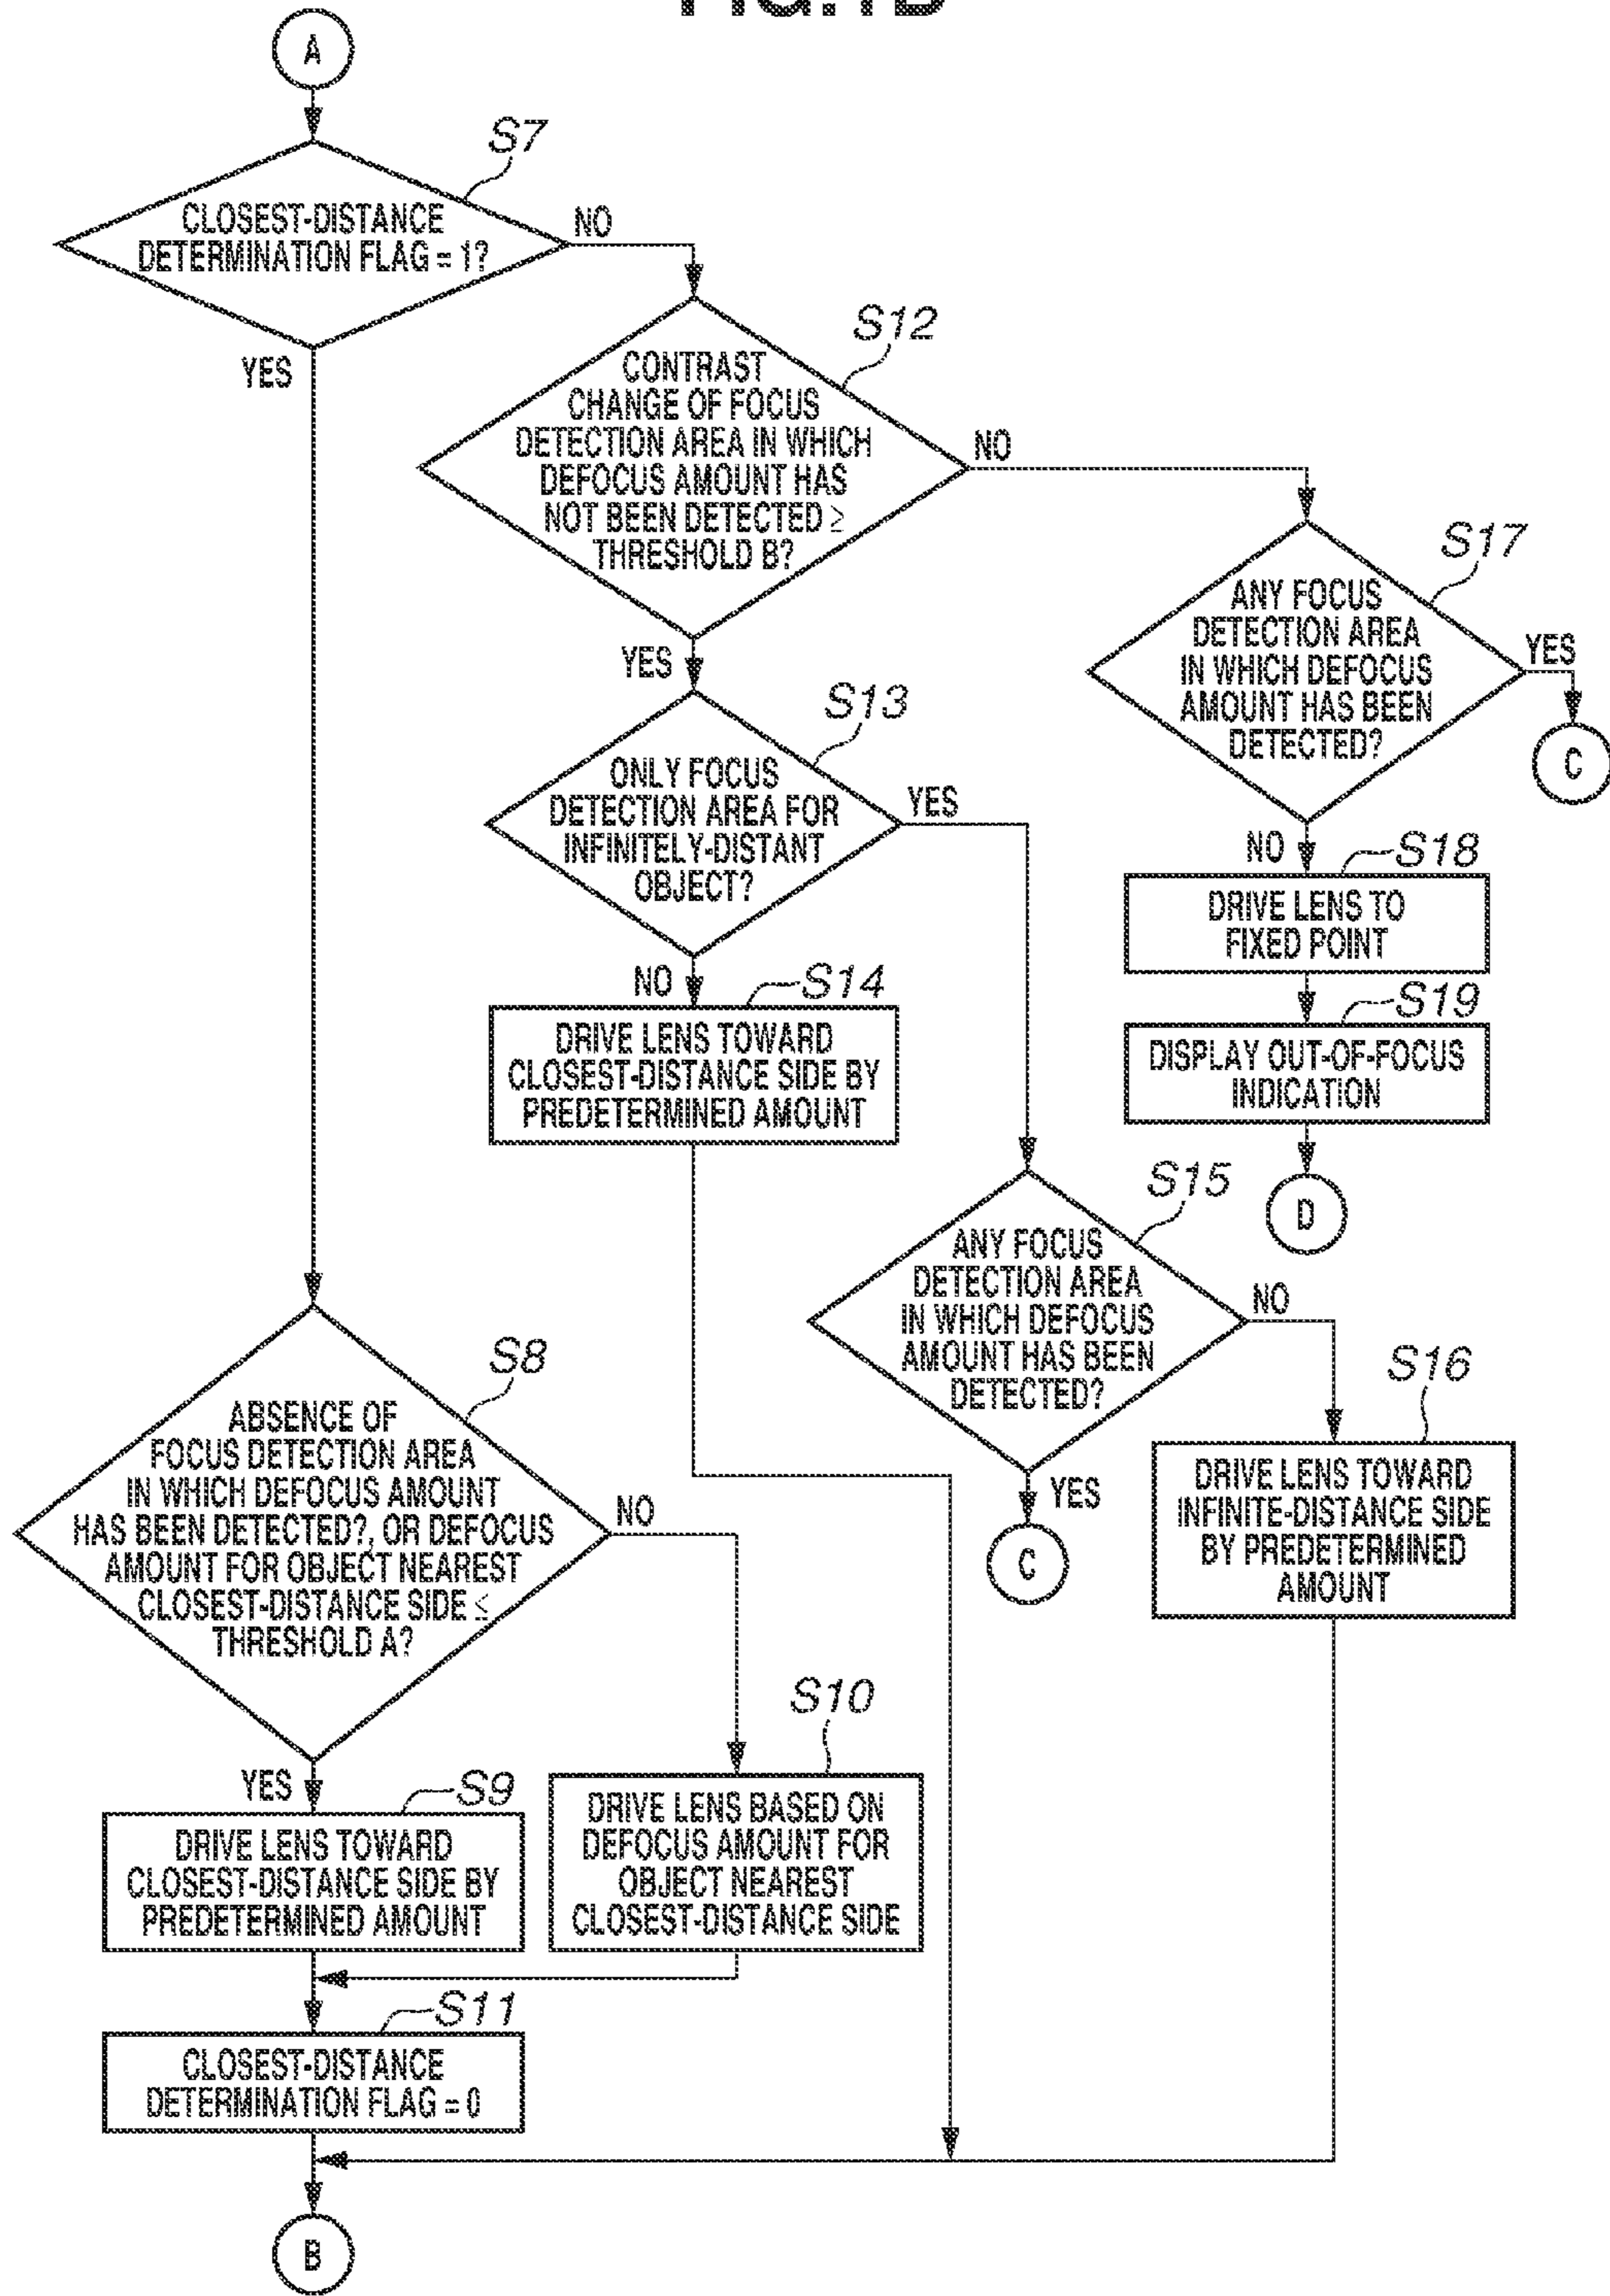 A
S7
CLOSEST-DISTANCE
DETERMINATION FLAG = 1?
NO
YES
S12
CONTRAST
CHANGE OF FOCUS
DETECTION AREA IN WHICH
DEFOCUS AMOUNT HAS
NOT BEEN DETECTED ≥
THRESHOLD B?
NO
YES
S17
ANY FOCUS
DETECTION AREA
IN WHICH DEFOCUS
AMOUNT HAS BEEN
DETECTED?
YES
C
NO
S13
ONLY FOCUS
DETECTION AREA FOR
INFINITELY-DISTANT
OBJECT?
YES
NO
S18
DRIVE LENS TO
FIXED POINT
S14
DRIVE LENS TOWARD
CLOSEST-DISTANCE SIDE BY
PREDETERMINED AMOUNT
S19
DISPLAY OUT-OF-FOCUS
INDICATION
D
S15
ANY FOCUS
DETECTION AREA
IN WHICH DEFOCUS
AMOUNT HAS BEEN
DETECTED?
NO
YES
C
S16
DRIVE LENS TOWARD
INFINITE-DISTANCE SIDE
BY PREDETERMINED
AMOUNT
S8
ABSENCE OF
FOCUS DETECTION AREA
IN WHICH DEFOCUS AMOUNT
HAS BEEN DETECTED?, OR DEFOCUS
AMOUNT FOR OBJECT NEAREST
CLOSEST-DISTANCE SIDE ≤
THRESHOLD A?
NO
YES
S9
DRIVE LENS TOWARD
CLOSEST-DISTANCE SIDE BY
PREDETERMINED AMOUNT
S10
DRIVE LENS BASED ON
DEFOCUS AMOUNT FOR
OBJECT NEAREST
CLOSEST-DISTANCE SIDE
S11
CLOSEST-DISTANCE
DETERMINATION FLAG = 0
B